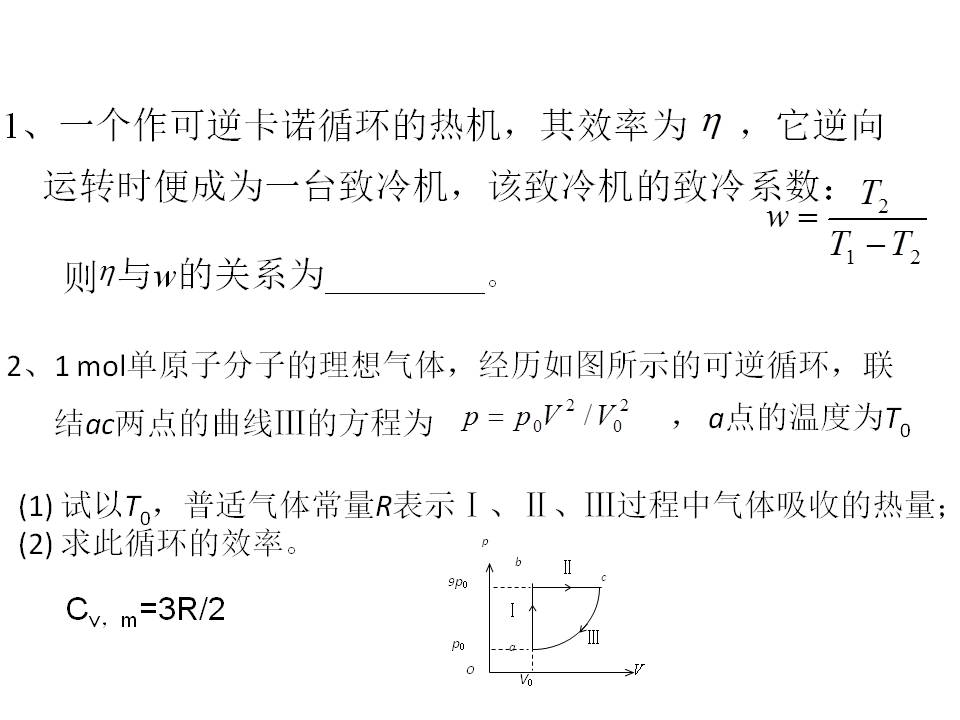 1、一个作可逆卡诺循环的热机，其效率为 η ，它逆向
运转时便成为一台致冷机，该致冷机的致冷系数：
w = T₂ / (T₁ − T₂)
则η与w的关系为_________。
2、1 mol单原子分子的理想气体，经历如图所示的可逆循环，联
结ac两点的曲线Ⅲ的方程为 p = p₀V² / V₀² ， a点的温度为T₀
(1) 试以T₀，普适气体常量R表示Ⅰ、Ⅱ、Ⅲ过程中气体吸收的热量；
(2) 求此循环的效率。
Cv，m=3R/2
p
b
Ⅱ
c
9p₀
Ⅰ
Ⅲ
p₀
a
O
V₀
V